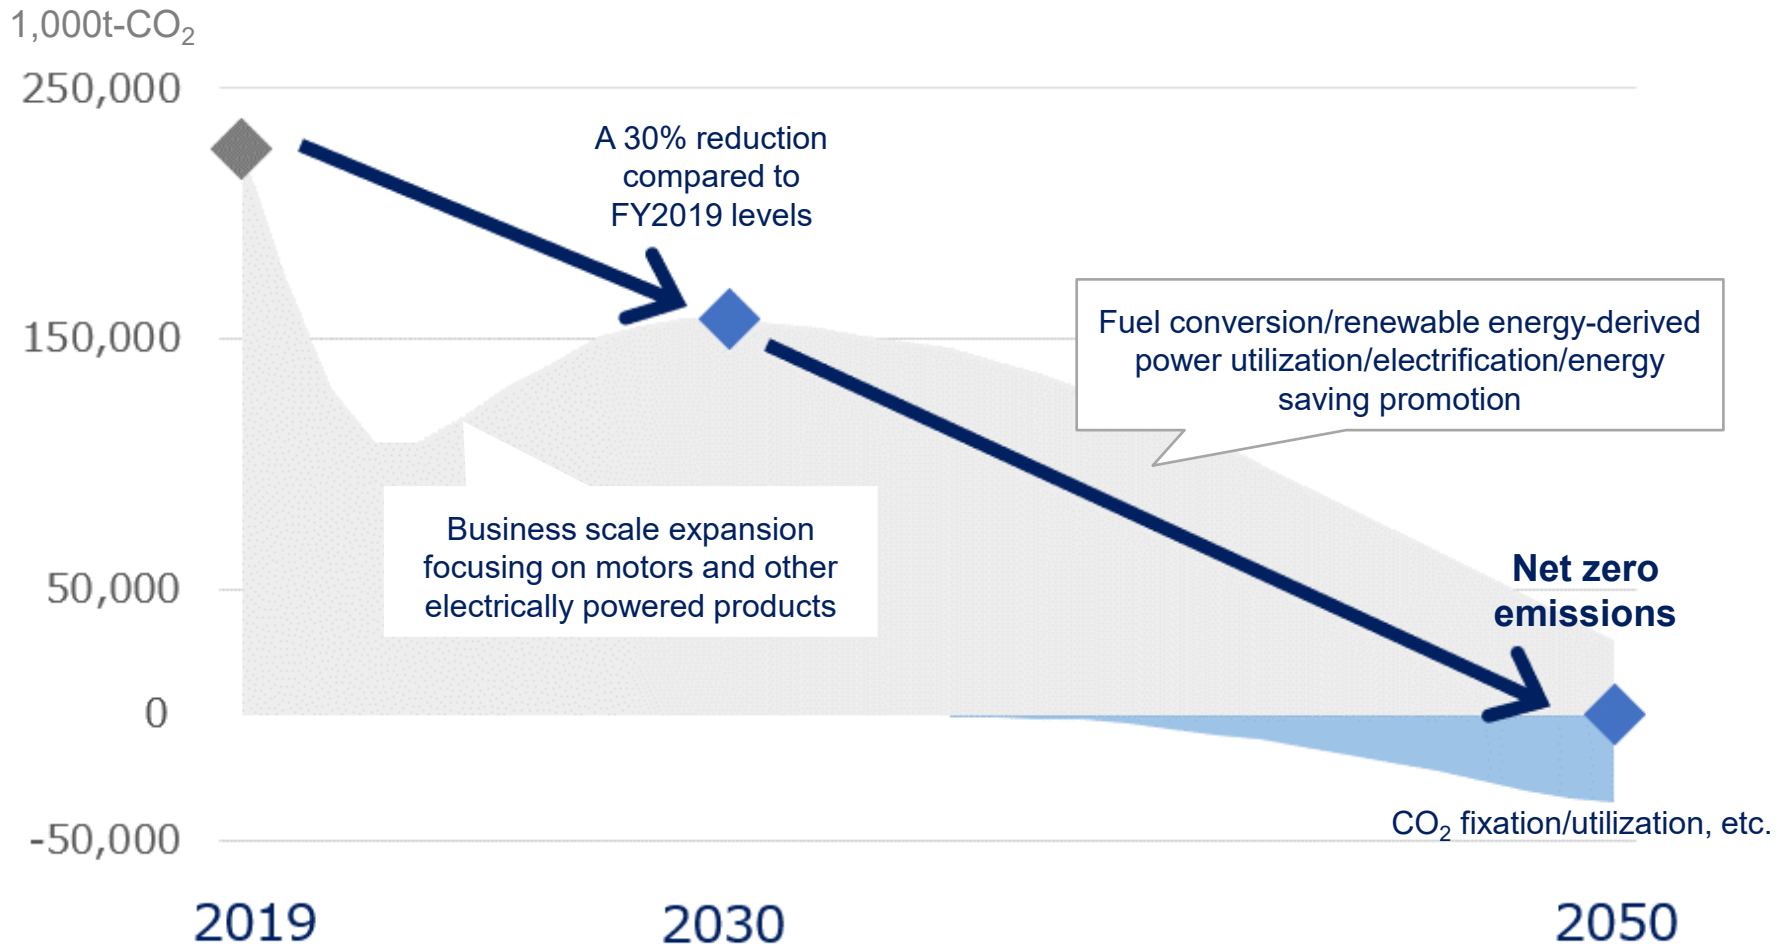 1,000t-CO₂
250,000
150,000
50,000
0
-50,000
A 30% reduction
compared to
FY2019 levels
Fuel conversion/renewable energy-derived
power utilization/electrification/energy
saving promotion
Business scale expansion
focusing on motors and other
electrically powered products
Net zero
emissions
CO₂ fixation/utilization, etc.
2019 2030 2050